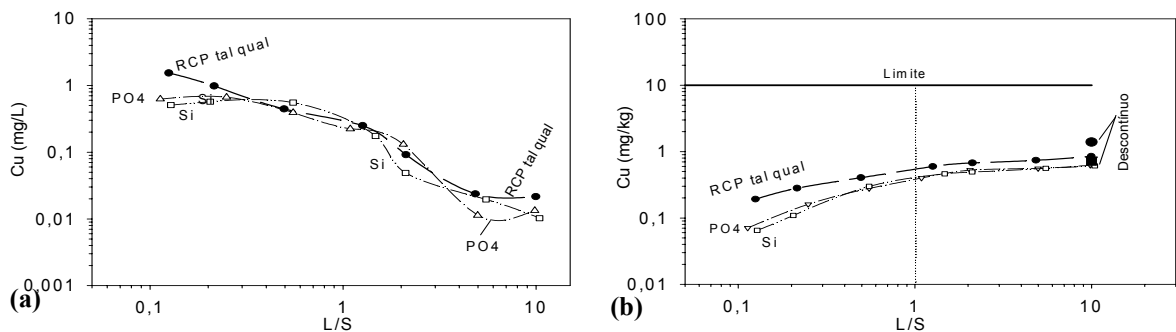 10
1
0,1
0,01
0,001
Cu (mg/L)
RCP tal qual
PO4
Si
Si
Si
RCP tal qual
PO4
0,1
1
10
L/S
(a)
100
10
1
0,1
0,01
Cu (mg/kg)
Limite
RCP tal qual
PO4
Si
Descontínuo
0,1
1
10
L/S
(b)